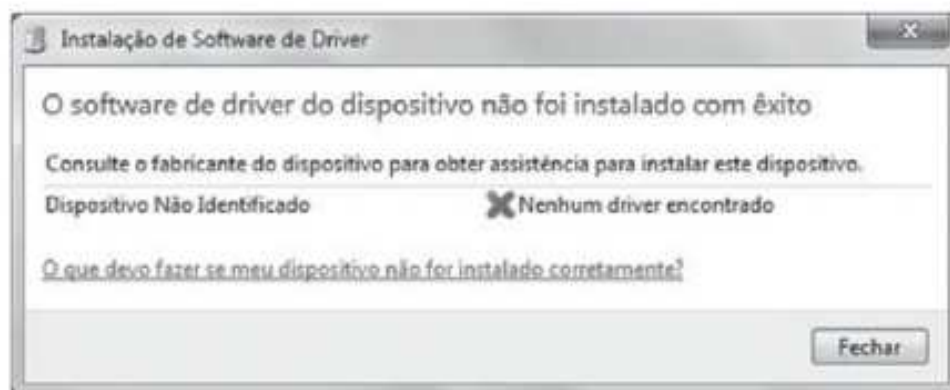 Instalação de Software de Driver
O software de driver do dispositivo não foi instalado com êxito
Consulte o fabricante do dispositivo para obter assistência para instalar este dispositivo.
Dispositivo Não Identificado
Nenhum driver encontrado
O que devo fazer se meu dispositivo não for instalado corretamente?
Fechar